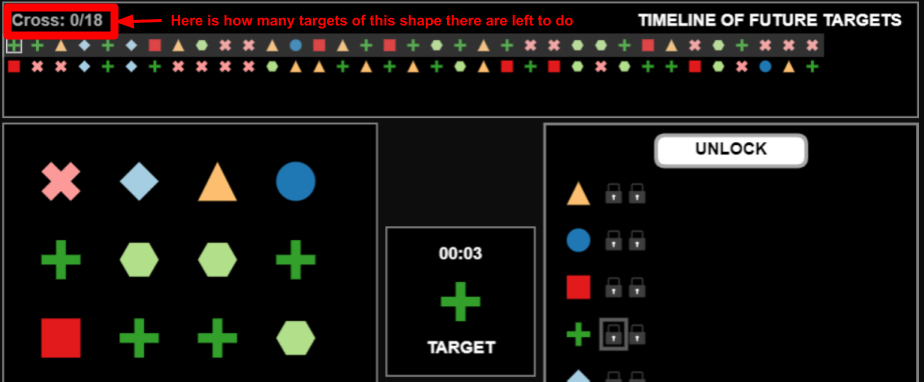 Cross: 0/18
Here is how many targets of this shape there are left to do
TIMELINE OF FUTURE TARGETS
UNLOCK
00:03
TARGET